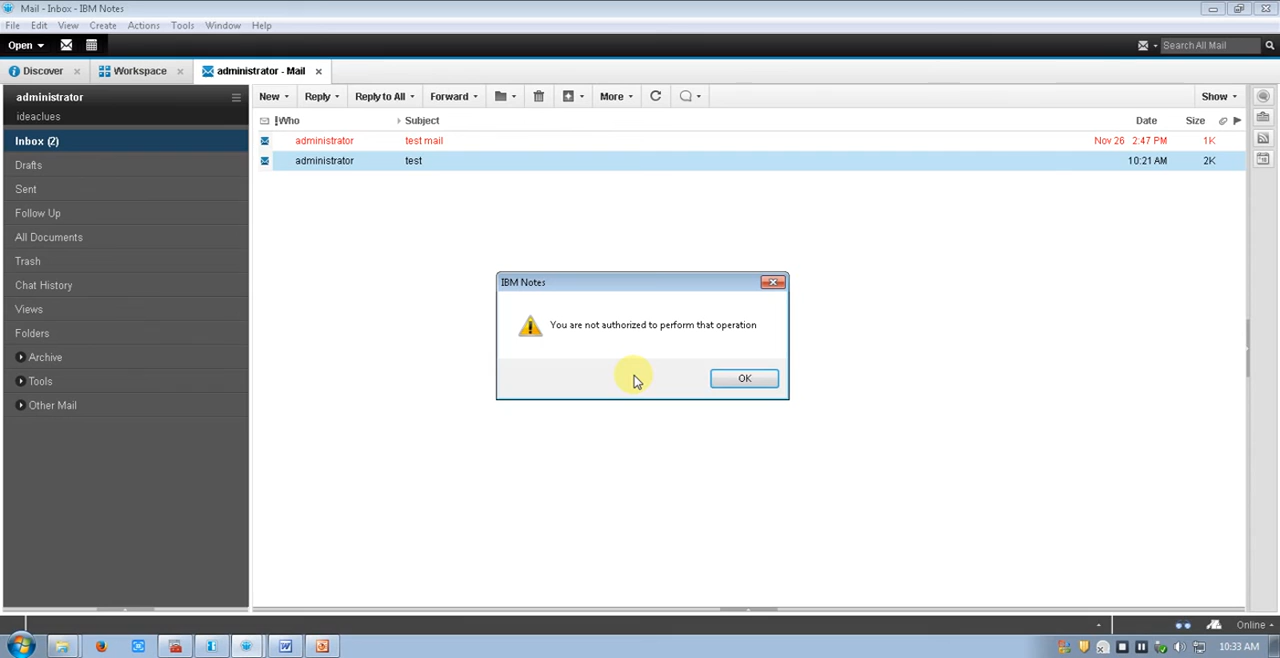 Mail - Inbox - IBM Notes
File Edit View Create Actions Tools Window Help
Open
Search All Mail
Discover
Workspace
administrator - Mail
administrator
ideaclues
Inbox (2)
Drafts
Sent
Follow Up
All Documents
Trash
Chat History
Views
Folders
Archive
Tools
Other Mail
New Reply Reply to All Forward More Show
! Who Subject Date Size
administrator test mail Nov 26 2:47 PM 1K
administrator test 10:21 AM 2K
IBM Notes
You are not authorized to perform that operation
OK
Online
10:33 AM